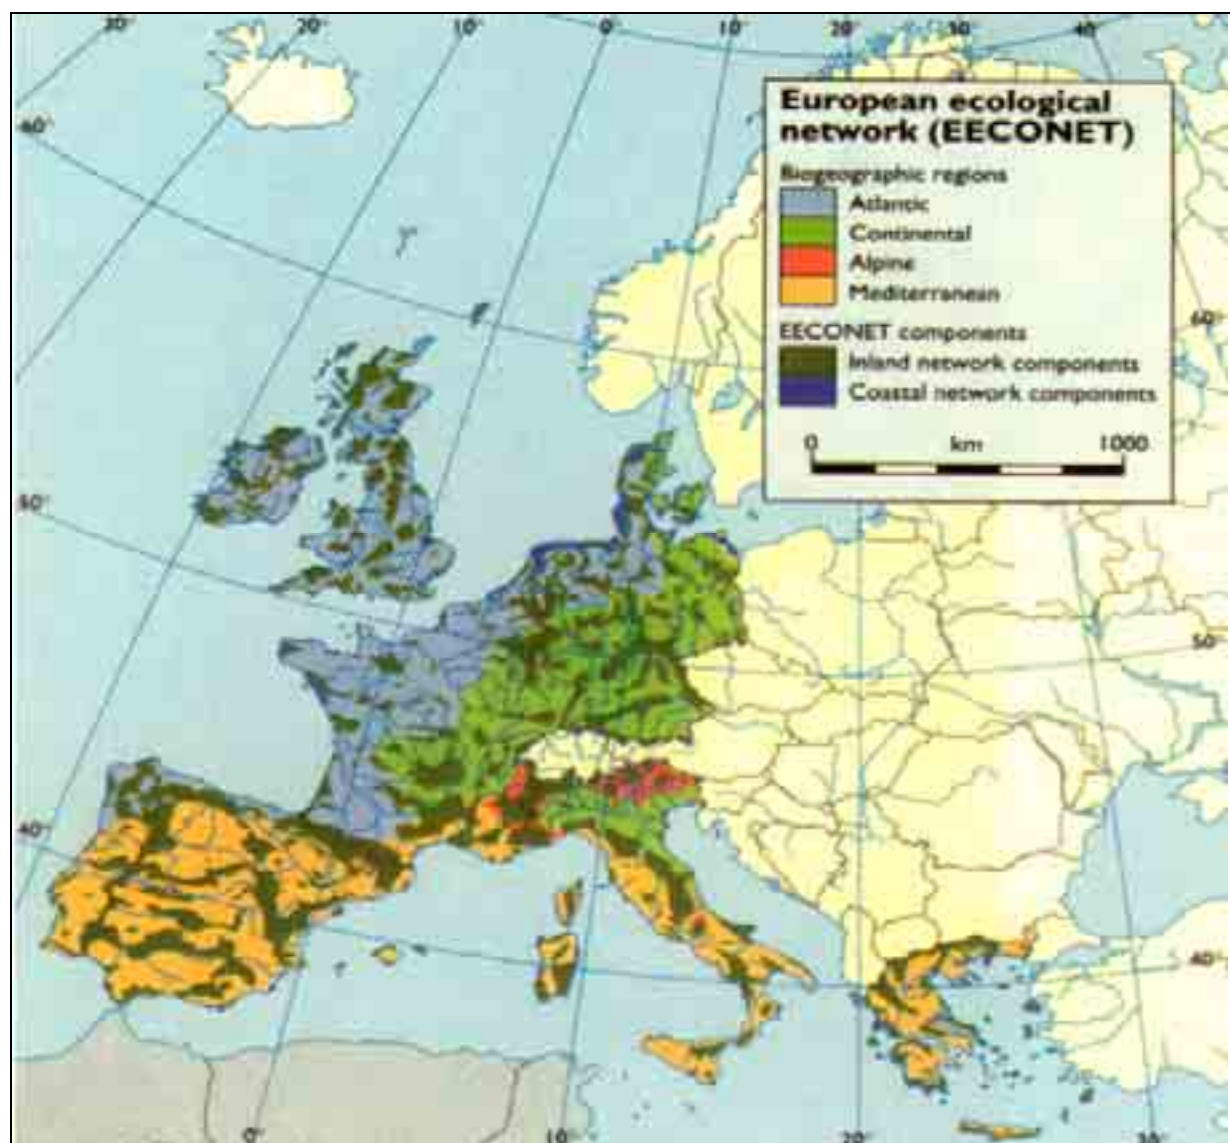 30°
20°
10°
0°
10°
20°
30°
40°
European ecological
network (EECONET)
Biogeographic regions
Atlantic
Continental
Alpine
Mediterranean
EECONET components
Inland network components
Coastal network components
0 km 1000
60°
60°
50°
50°
40°
40°
0°
10°
20°